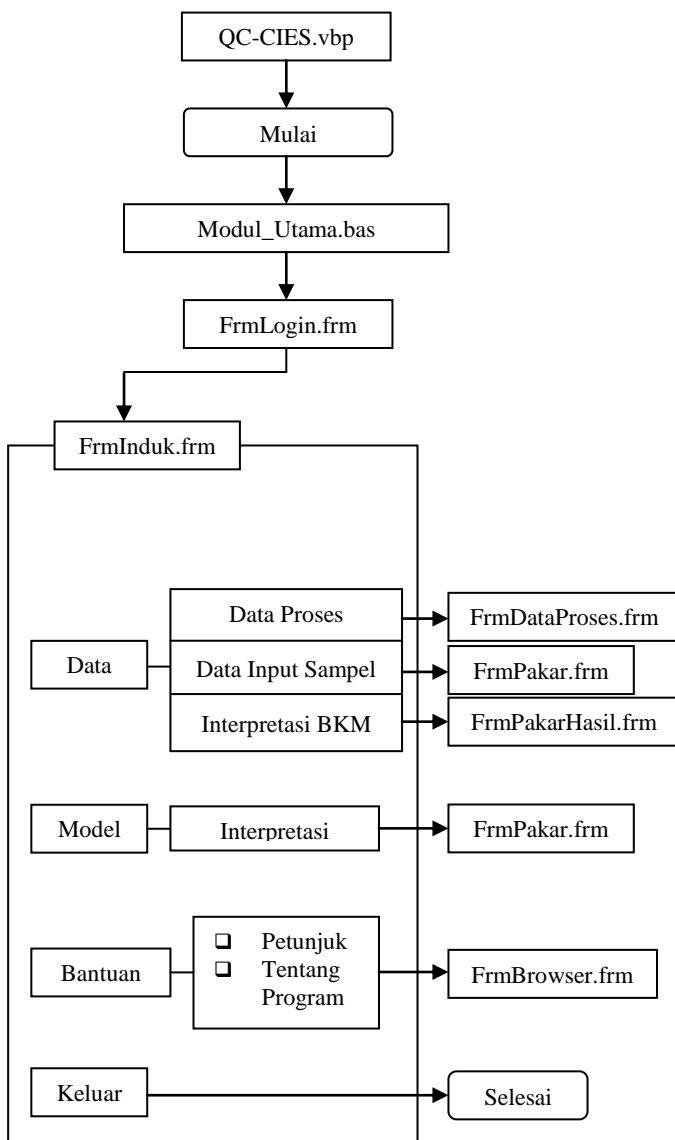 QC-CIES.vbp
Mulai
Modul_Utama.bas
FrmLogin.frm
FrmInduk.frm
Data Proses
FrmDataProses.frm
Data
Data Input Sampel
FrmPakar.frm
Interpretasi BKM
FrmPakarHasil.frm
Model
Interpretasi
FrmPakar.frm
Bantuan
❑ Petunjuk
❑ Tentang
Program
FrmBrowser.frm
Keluar
Selesai